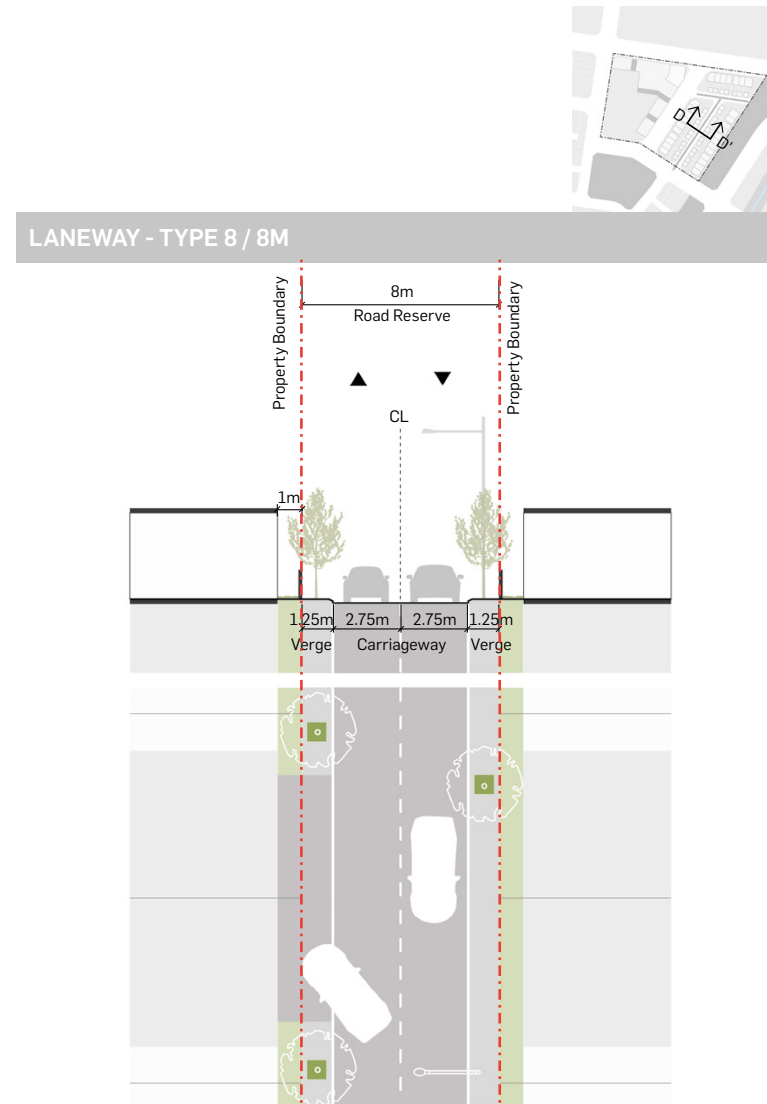 D
D'
LANEWAY - TYPE 8 / 8M
Property Boundary
8m
Road Reserve
Property Boundary
CL
1m
1.25m 2.75m 2.75m 1.25m
Verge Carriageway Verge